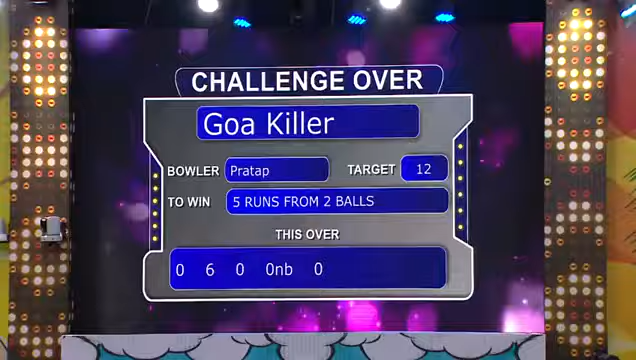 CHALLENGE OVER
Goa Killer
BOWLER Pratap TARGET 12
TO WIN 5 RUNS FROM 2 BALLS
THIS OVER
0 6 0 0nb 0